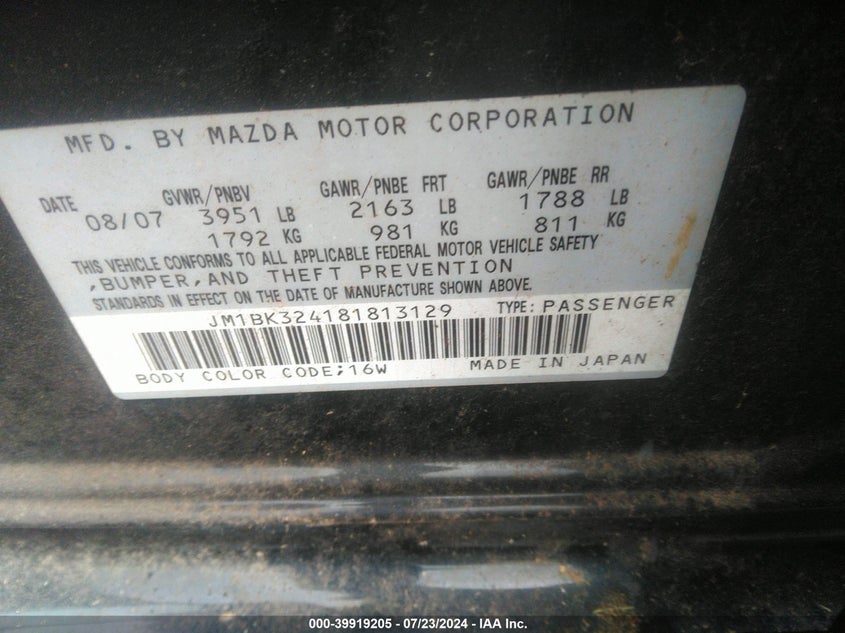 MFD. BY MAZDA MOTOR CORPORATION
DATE GVWR/PNBV GAWR/PNBE FRT GAWR/PNBE RR
08/07 3951 LB 2163 LB 1788 LB
1792 KG 981 KG 811 KG
THIS VEHICLE CONFORMS TO ALL APPLICABLE FEDERAL MOTOR VEHICLE SAFETY
,BUMPER,AND THEFT PREVENTION
STANDARDS IN EFFECT ON THE DATE OF MANUFACTURE SHOWN ABOVE.
JM1BK324181813129 TYPE: PASSENGER
BODY COLOR CODE;16W MADE IN JAPAN
000-39919205 - 07/23/2024 - IAA Inc.